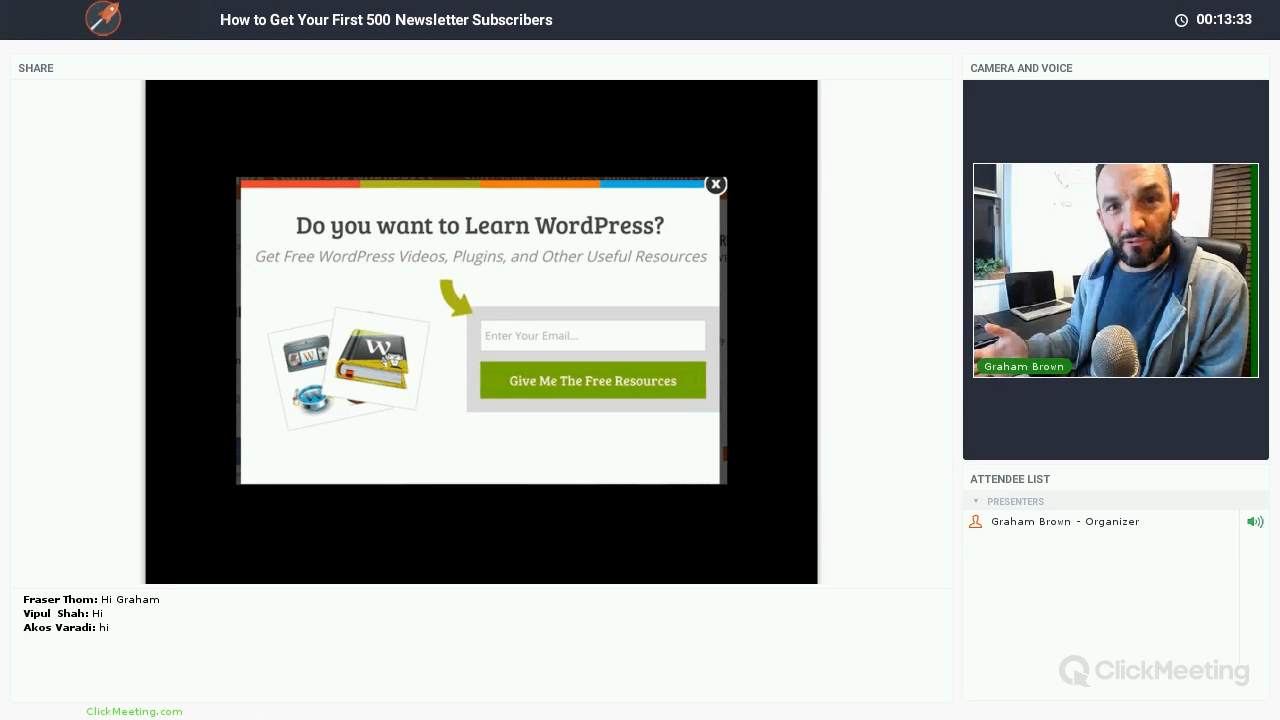 How to Get Your First 500 Newsletter Subscribers
00:13:33
SHARE
CAMERA AND VOICE
X
Do you want to Learn WordPress?
Get Free WordPress Videos, Plugins, and Other Useful Resources
W
W
Enter Your Email...
Give Me The Free Resources
Graham Brown
ATTENDEE LIST
PRESENTERS
Graham Brown - Organizer
Fraser Thom: Hi Graham
Vipul Shah: Hi
Akos Varadi: hi
ClickMeeting
ClickMeeting.com